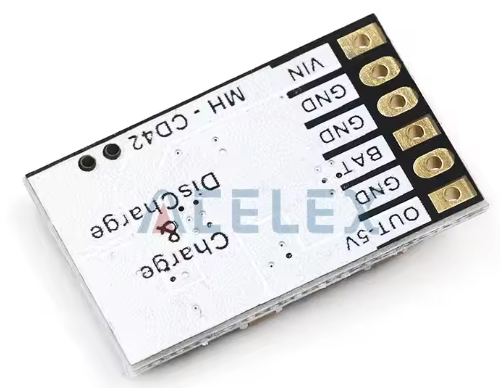 VIN
GND
GND
BAT
GND
OUT-5V
MH - CD42
Charge
&
DisCharge
ACELEX